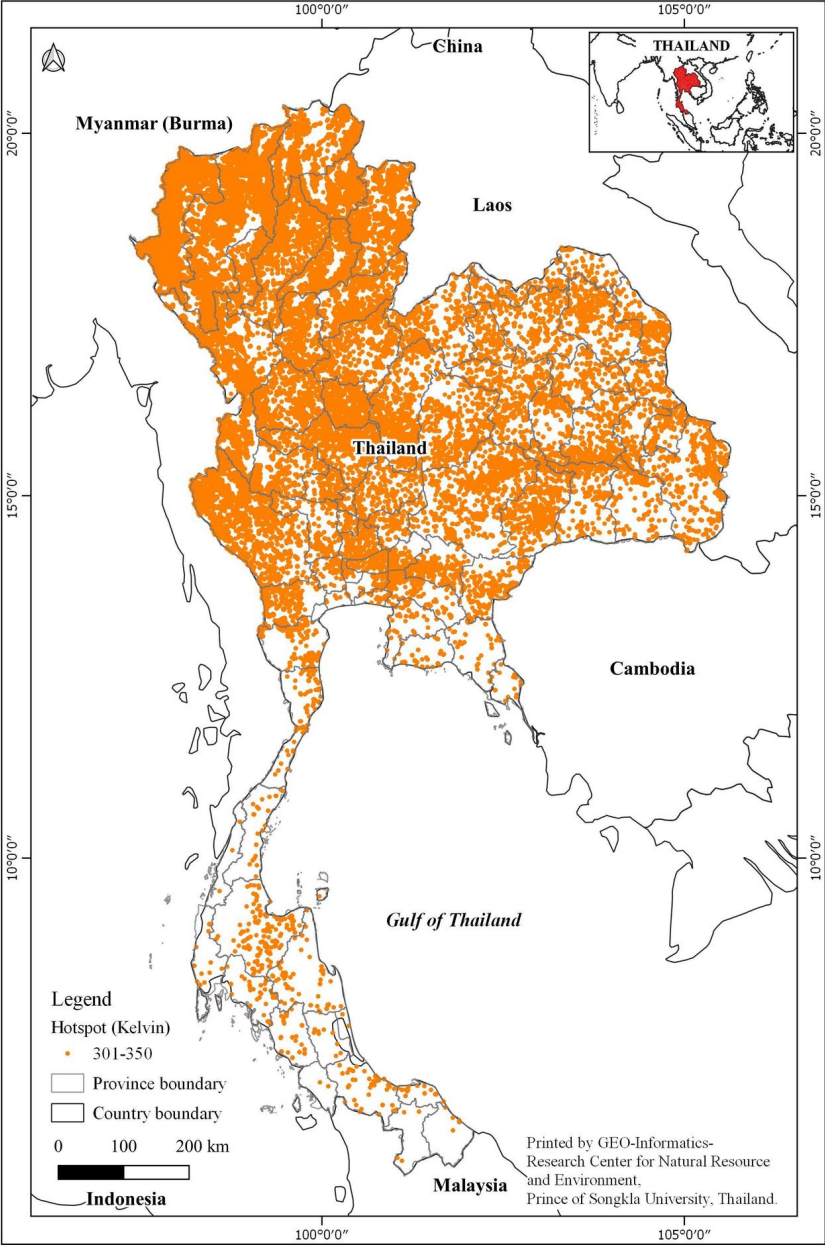 100°0′0″
105°0′0″
China
THAILAND
Myanmar (Burma)
20°0′0″
20°0′0″
Laos
Thailand
15°0′0″
15°0′0″
Cambodia
10°0′0″
10°0′0″
Gulf of Thailand
Legend
Hotspot (Kelvin)
301-350
Province boundary
Country boundary
0 100 200 km
Indonesia
Malaysia
Printed by GEO-Informatics-
Research Center for Natural Resource
and Environment,
Prince of Songkla University, Thailand.
100°0′0″
105°0′0″